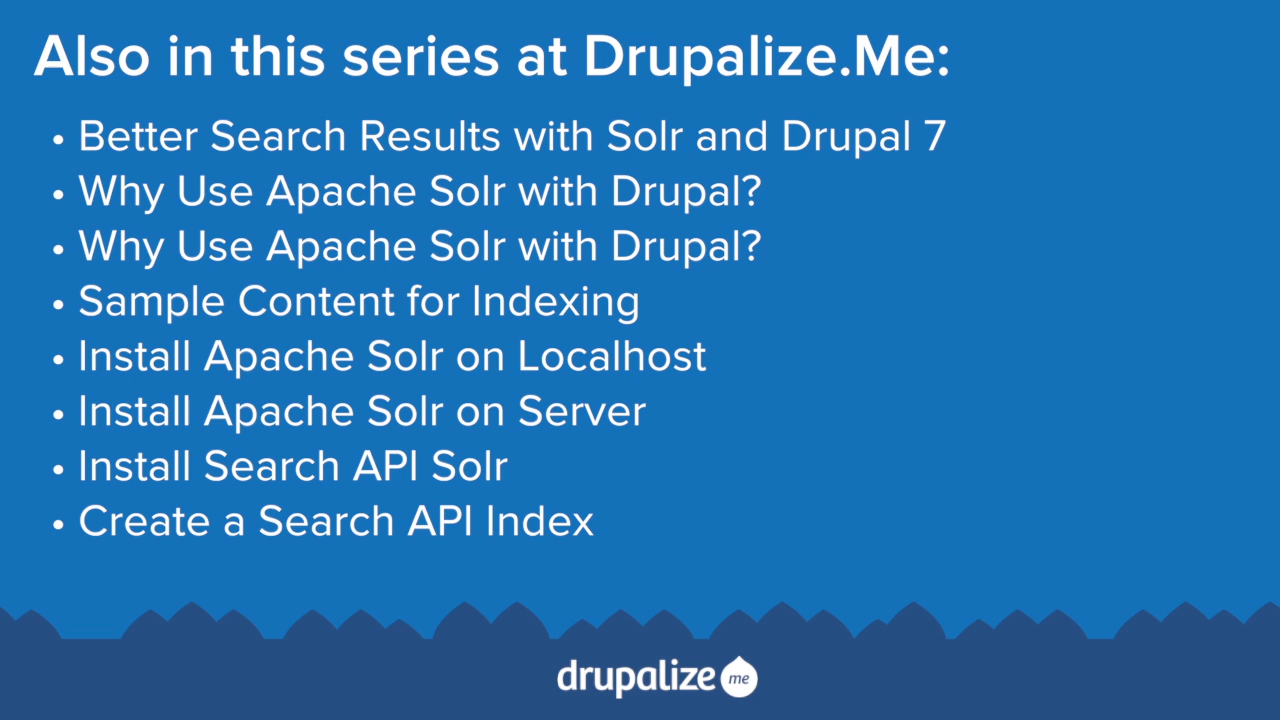 Also in this series at Drupalize.Me:
• Better Search Results with Solr and Drupal 7
• Why Use Apache Solr with Drupal?
• Why Use Apache Solr with Drupal?
• Sample Content for Indexing
• Install Apache Solr on Localhost
• Install Apache Solr on Server
• Install Search API Solr
• Create a Search API Index
drupalize me